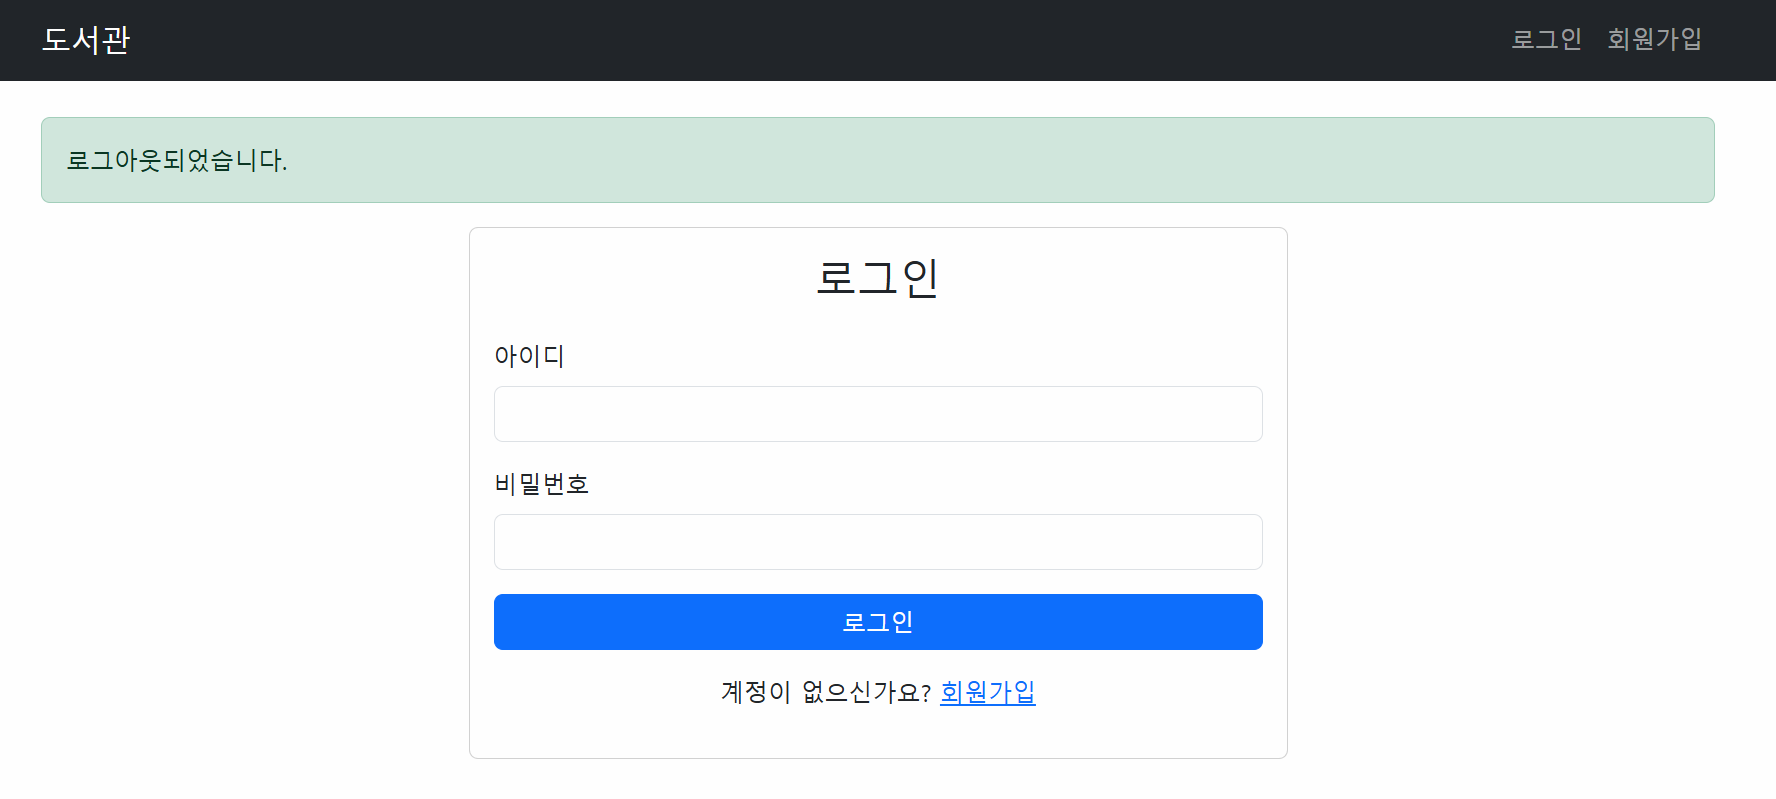 도서관 로그인 회원가입
로그아웃되었습니다.
로그인
아이디
비밀번호
로그인
계정이 없으신가요? 회원가입